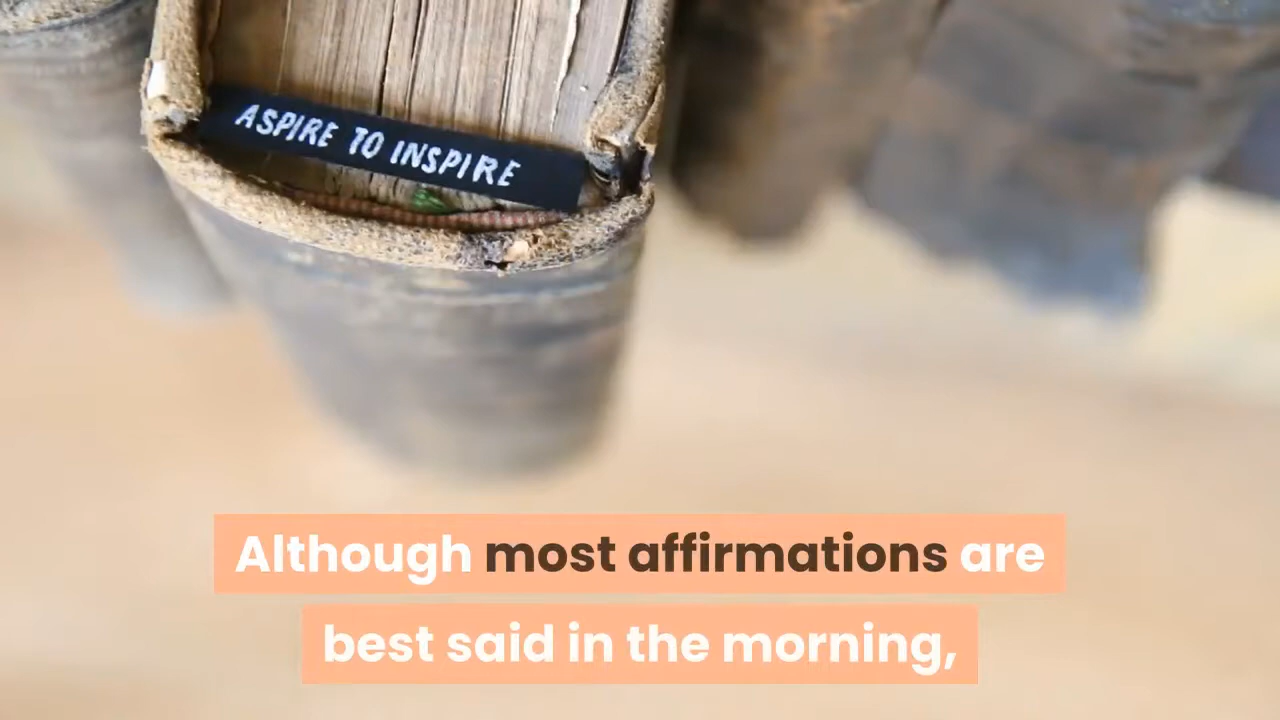 ASPIRE TO INSPIRE
Although most affirmations are
best said in the morning,